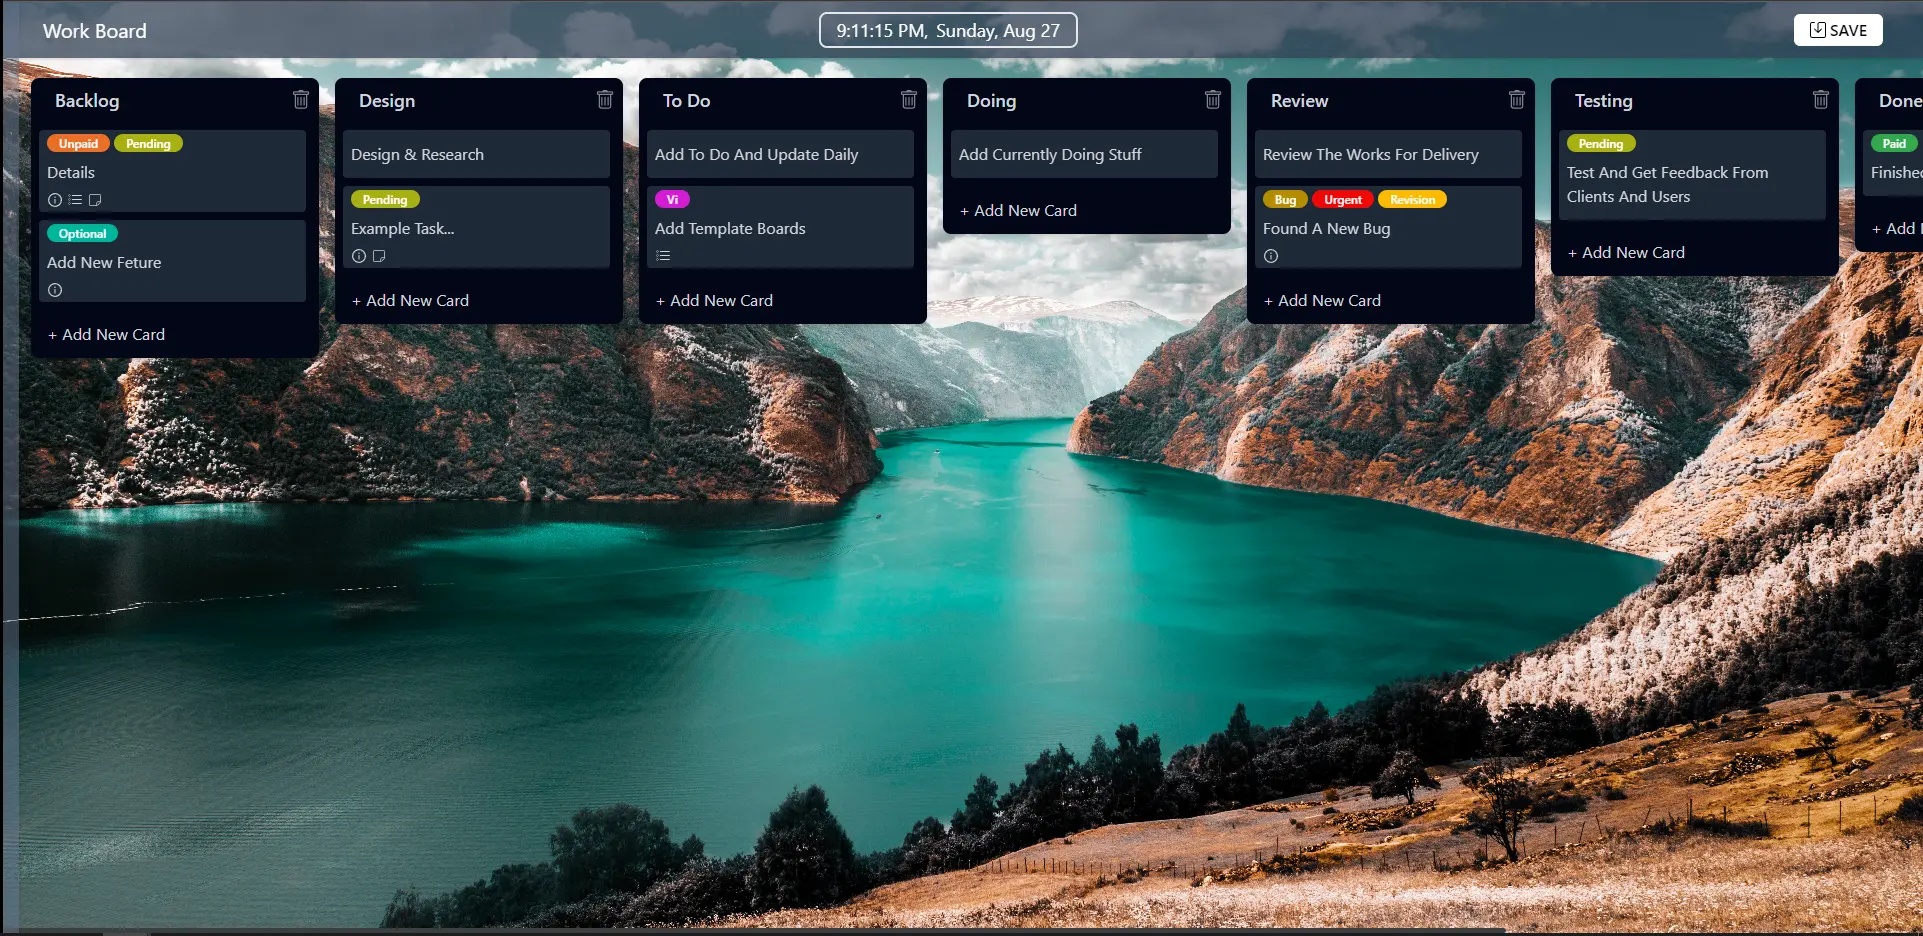 Work Board
9:11:15 PM, Sunday, Aug 27
SAVE
Backlog
Unpaid Pending
Details
Optional
Add New Feture
+ Add New Card
Design
Design & Research
Pending
Example Task...
+ Add New Card
To Do
Add To Do And Update Daily
Vi
Add Template Boards
+ Add New Card
Doing
Add Currently Doing Stuff
+ Add New Card
Review
Review The Works For Delivery
Bug Urgent Revision
Found A New Bug
+ Add New Card
Testing
Pending
Test And Get Feedback From
Clients And Users
+ Add New Card
Done
Paid
Finished
+ Add